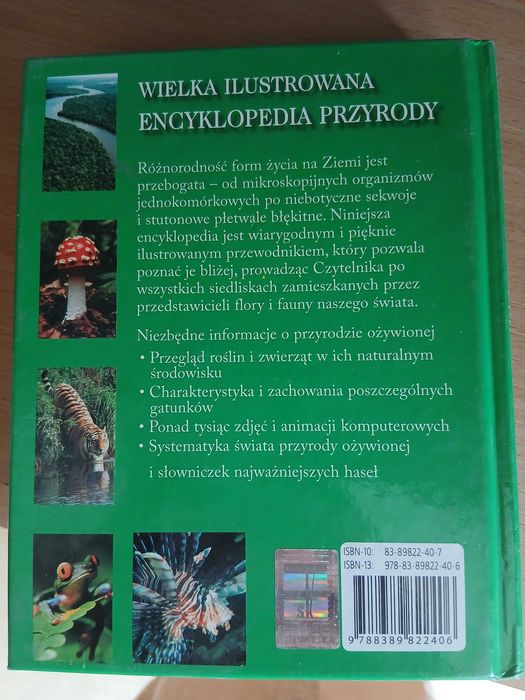 WIELKA ILUSTROWANA
ENCYKLOPEDIA PRZYRODY
Różnorodność form życia na Ziemi jest
przebogata – od mikroskopijnych organizmów
jednokomórkowych po niebotyczne sekwoje
i stutonowe płetwale błękitne. Niniejsza
encyklopedia jest wiarygodnym i pięknie
ilustrowanym przewodnikiem, który pozwala
poznać je bliżej, prowadząc Czytelnika po
wszystkich siedliskach zamieszkanych przez
przedstawicieli flory i fauny naszego świata.
Niezbędne informacje o przyrodzie ożywionej
• Przegląd roślin i zwierząt w ich naturalnym
środowisku
• Charakterystyka i zachowania poszczególnych
gatunków
• Ponad tysiąc zdjęć i animacji komputerowych
• Systematyka świata przyrody ożywionej
i słowniczek najważniejszych haseł
ISBN-10: 83-89822-40-7
ISBN-13: 978-83-89822-40-6
9 788389 822406